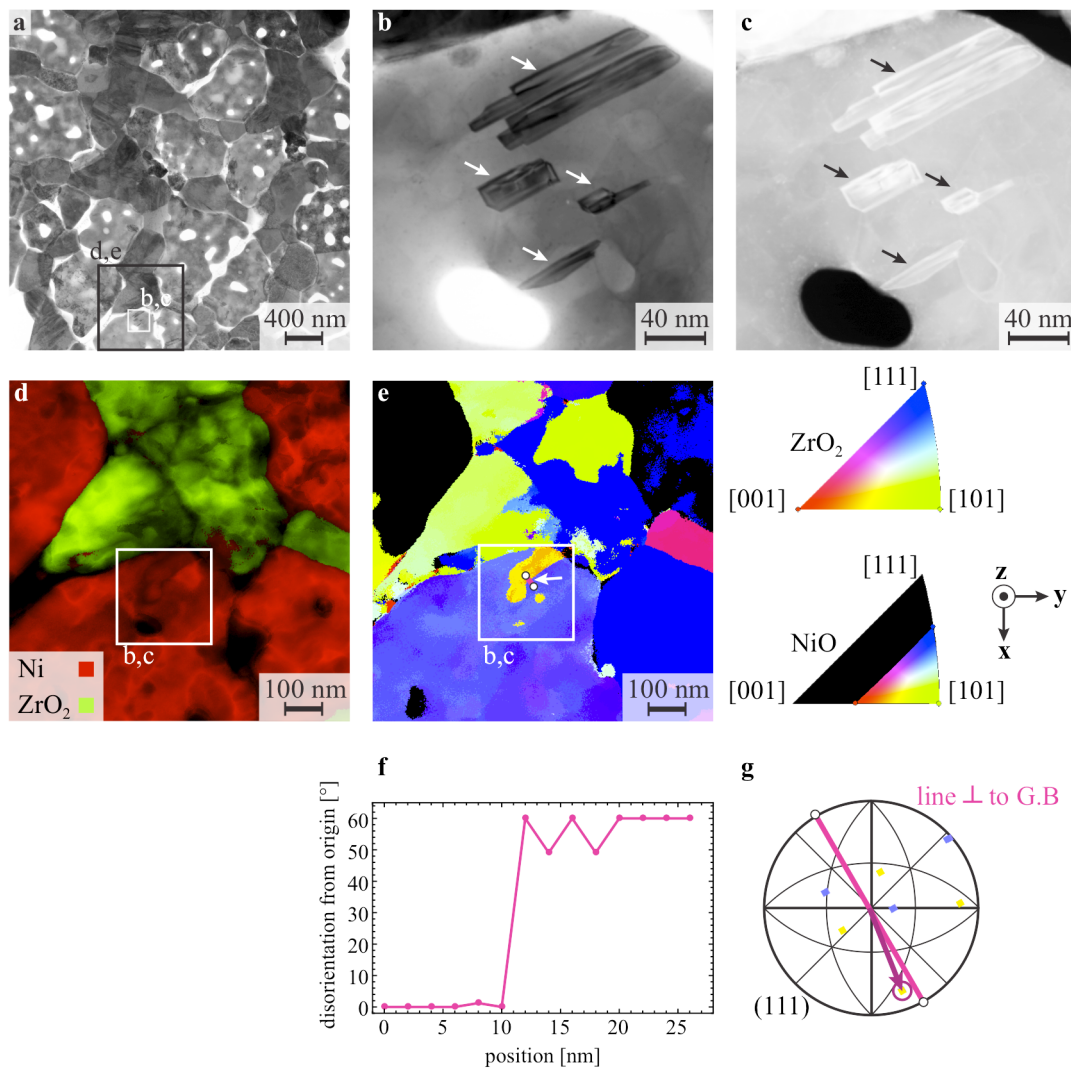 a
d,e
b,c
400 nm
b
40 nm
c
40 nm
d
b,c
Ni
ZrO₂
100 nm
e
b,c
100 nm
[111]
ZrO₂
[001]
[101]
[111]
NiO
[001]
[101]
z
y
x
f
disorientation from origin [°]
60
50
40
30
20
10
0
0 5 10 15 20 25
position [nm]
g
line ⊥ to G.B
(111)